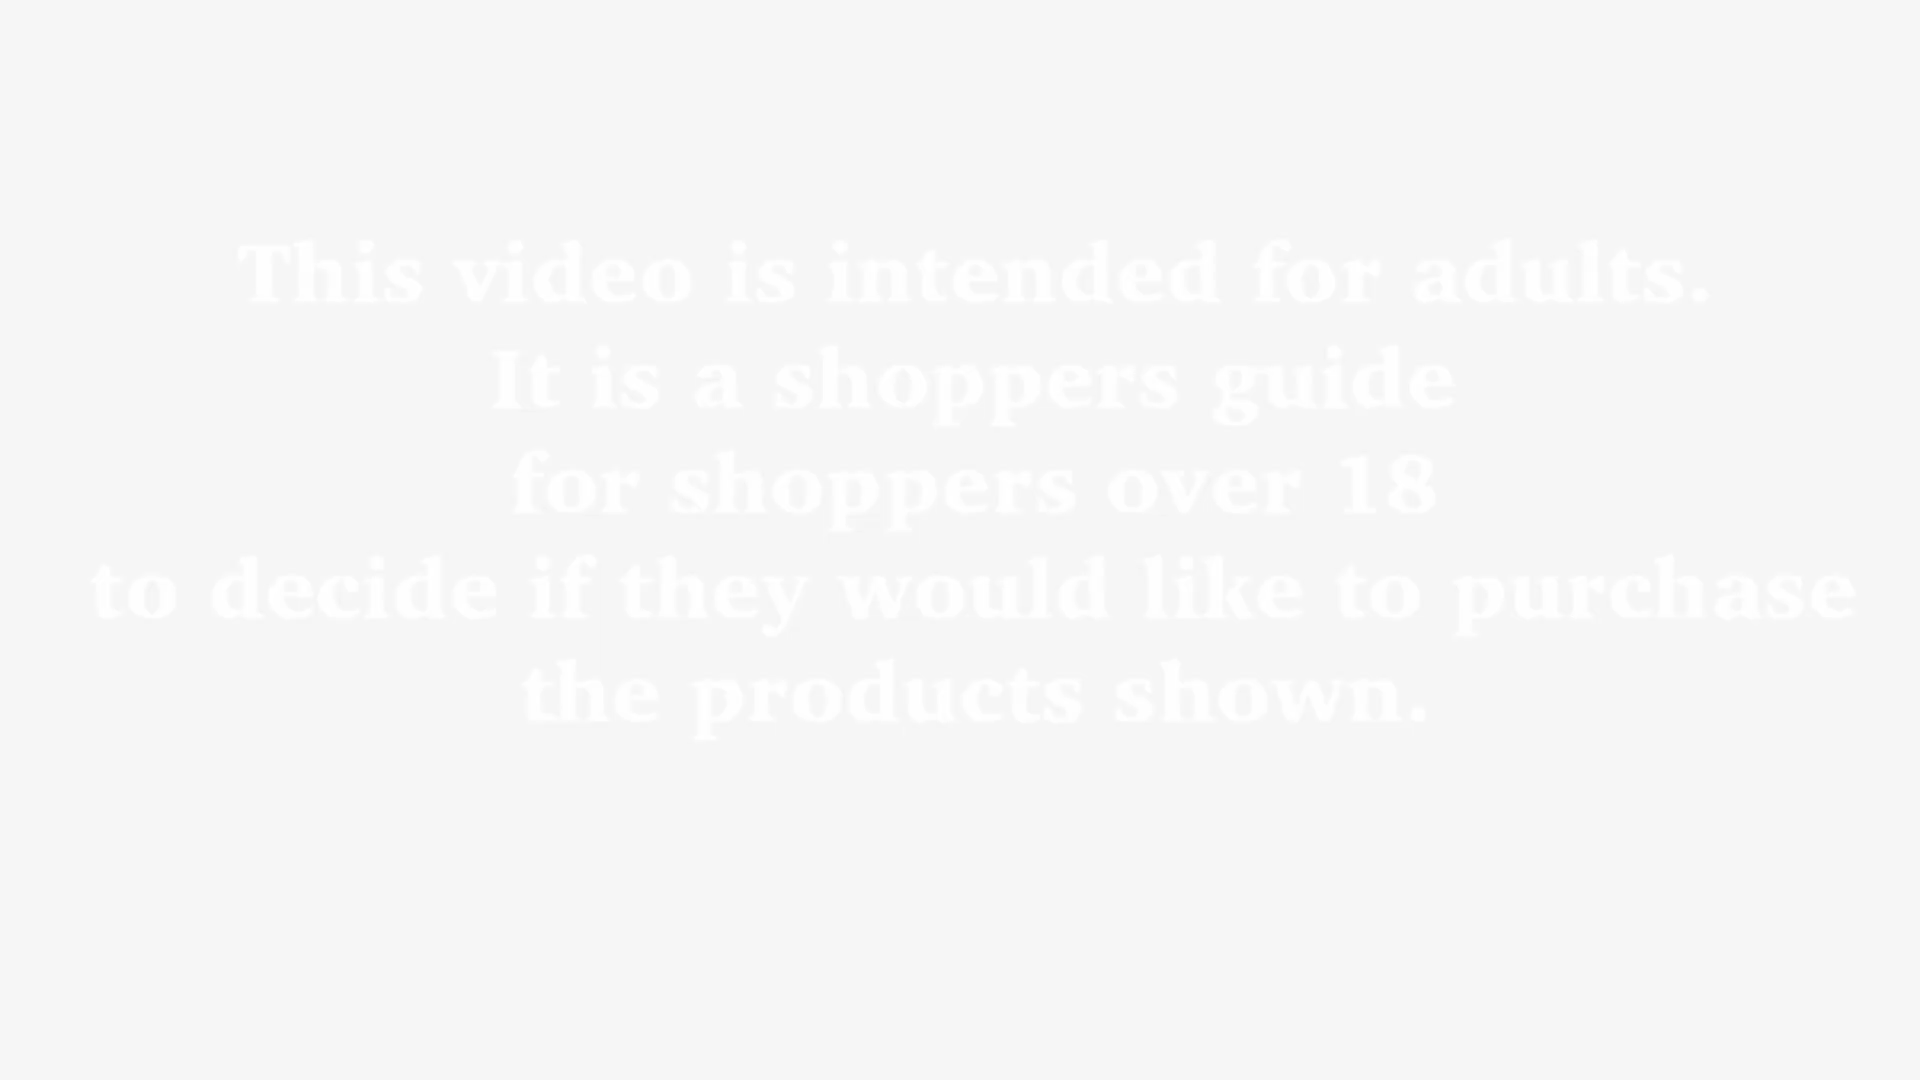 This video is intended for adults.
It is a shoppers guide
for shoppers over 18
to decide if they would like to purchase
the products shown.